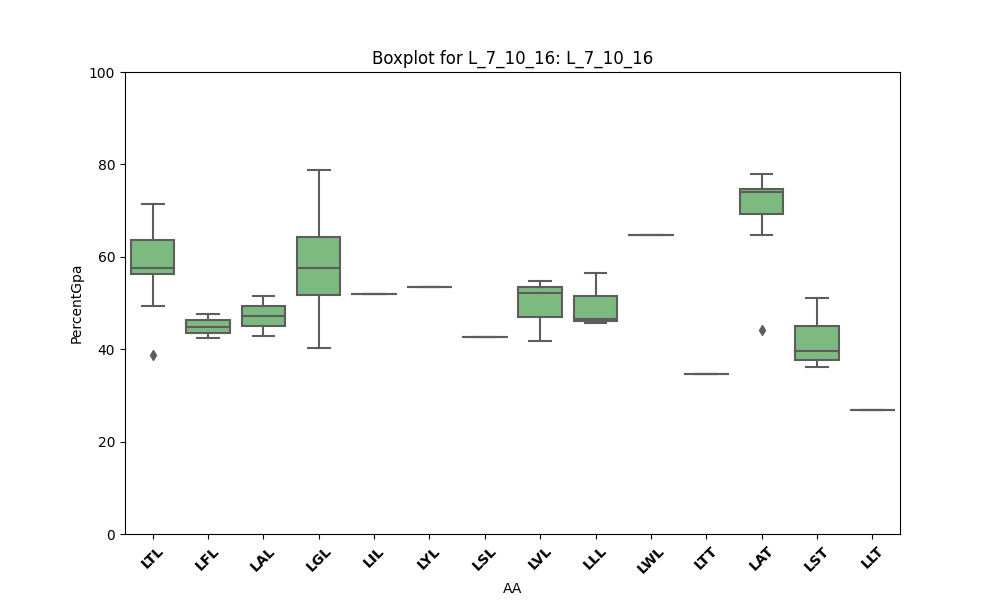 Boxplot for L_7_10_16: L_7_10_16
100
80
60
40
20
0
PercentGpa
LTL LFL LAL LGL LIL LYL LSL LVL LLL LWL LTT LAT LST LLT
AA